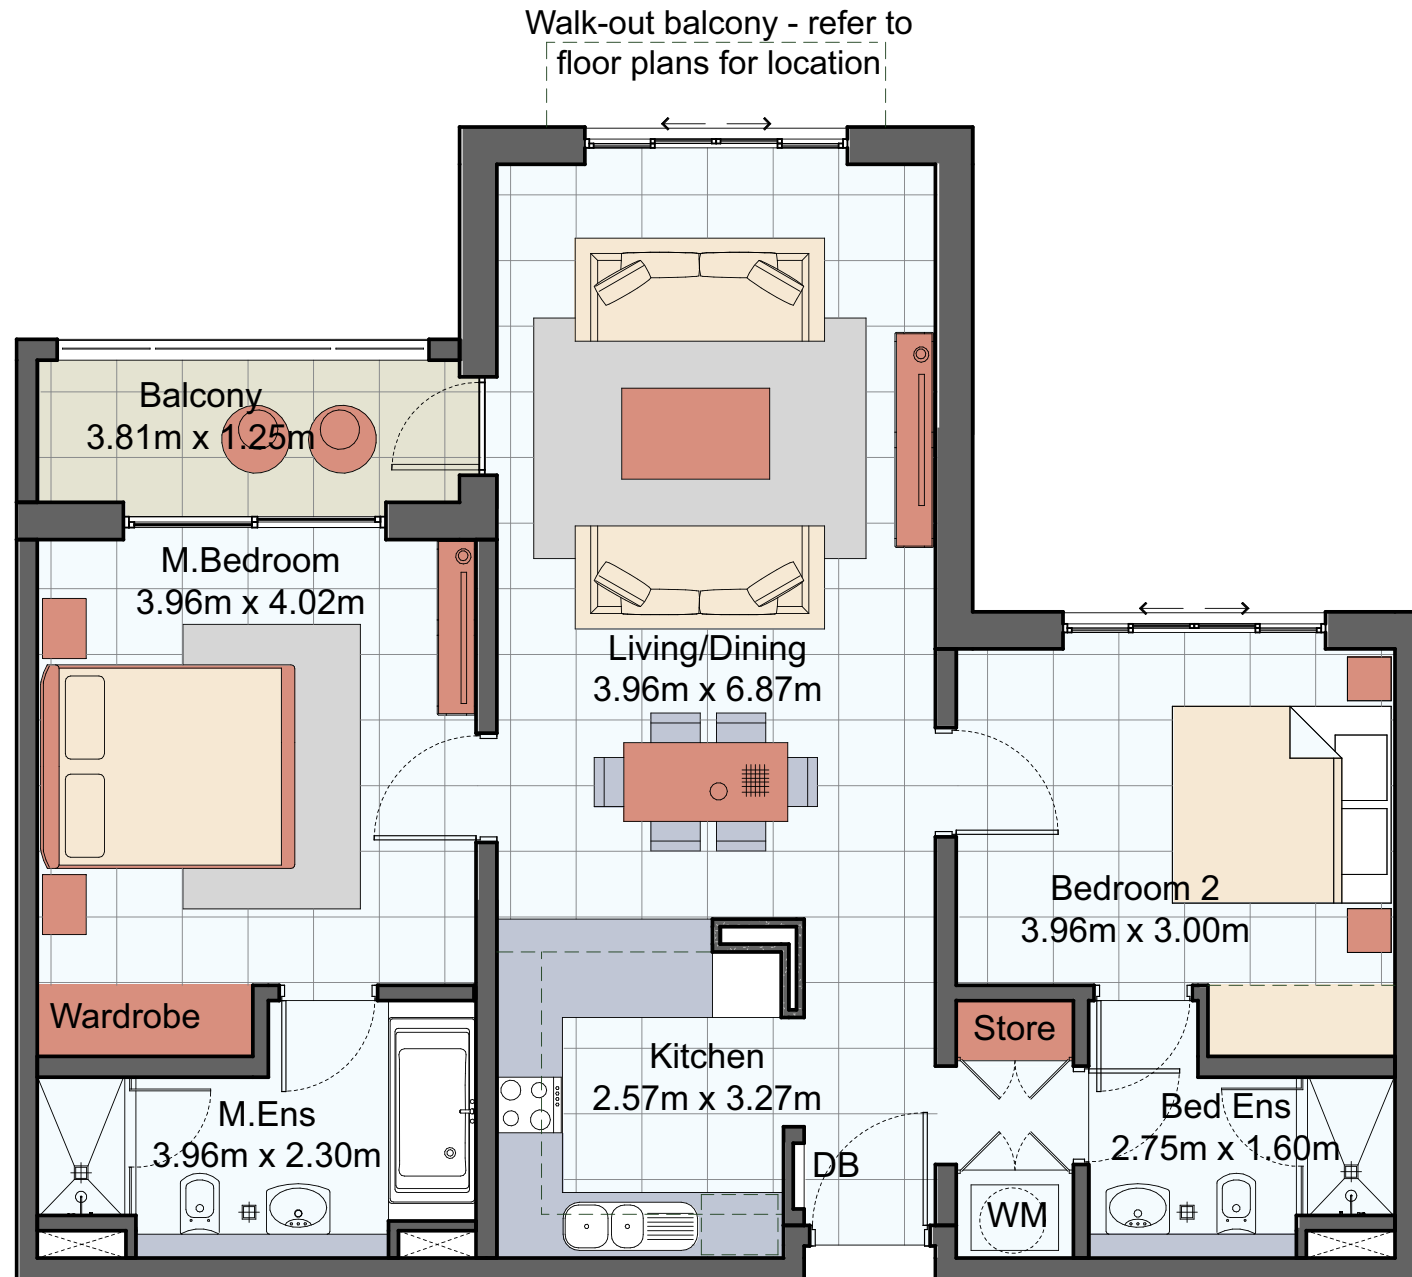 Walk-out balcony - refer to
floor plans for location
Balcony
3.81m x 1.25m
M.Bedroom
3.96m x 4.02m
Living/Dining
3.96m x 6.87m
Bedroom 2
3.96m x 3.00m
Wardrobe
Store
Kitchen
2.57m x 3.27m
M.Ens
3.96m x 2.30m
Bed Ens
2.75m x 1.60m
DB
WM